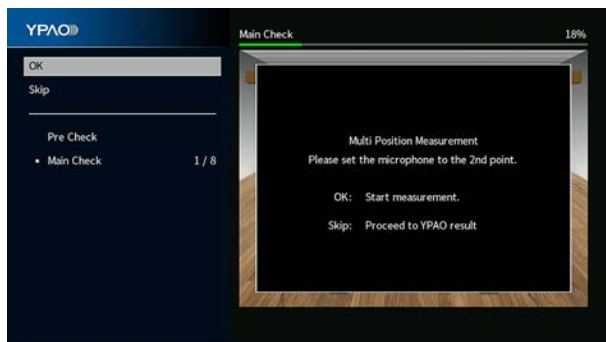 YPAO
OK
Skip
Pre Check
• Main Check 1 / 8
Main Check 18%
Multi Position Measurement
Please set the microphone to the 2nd point.
OK: Start measurement.
Skip: Proceed to YPAO result